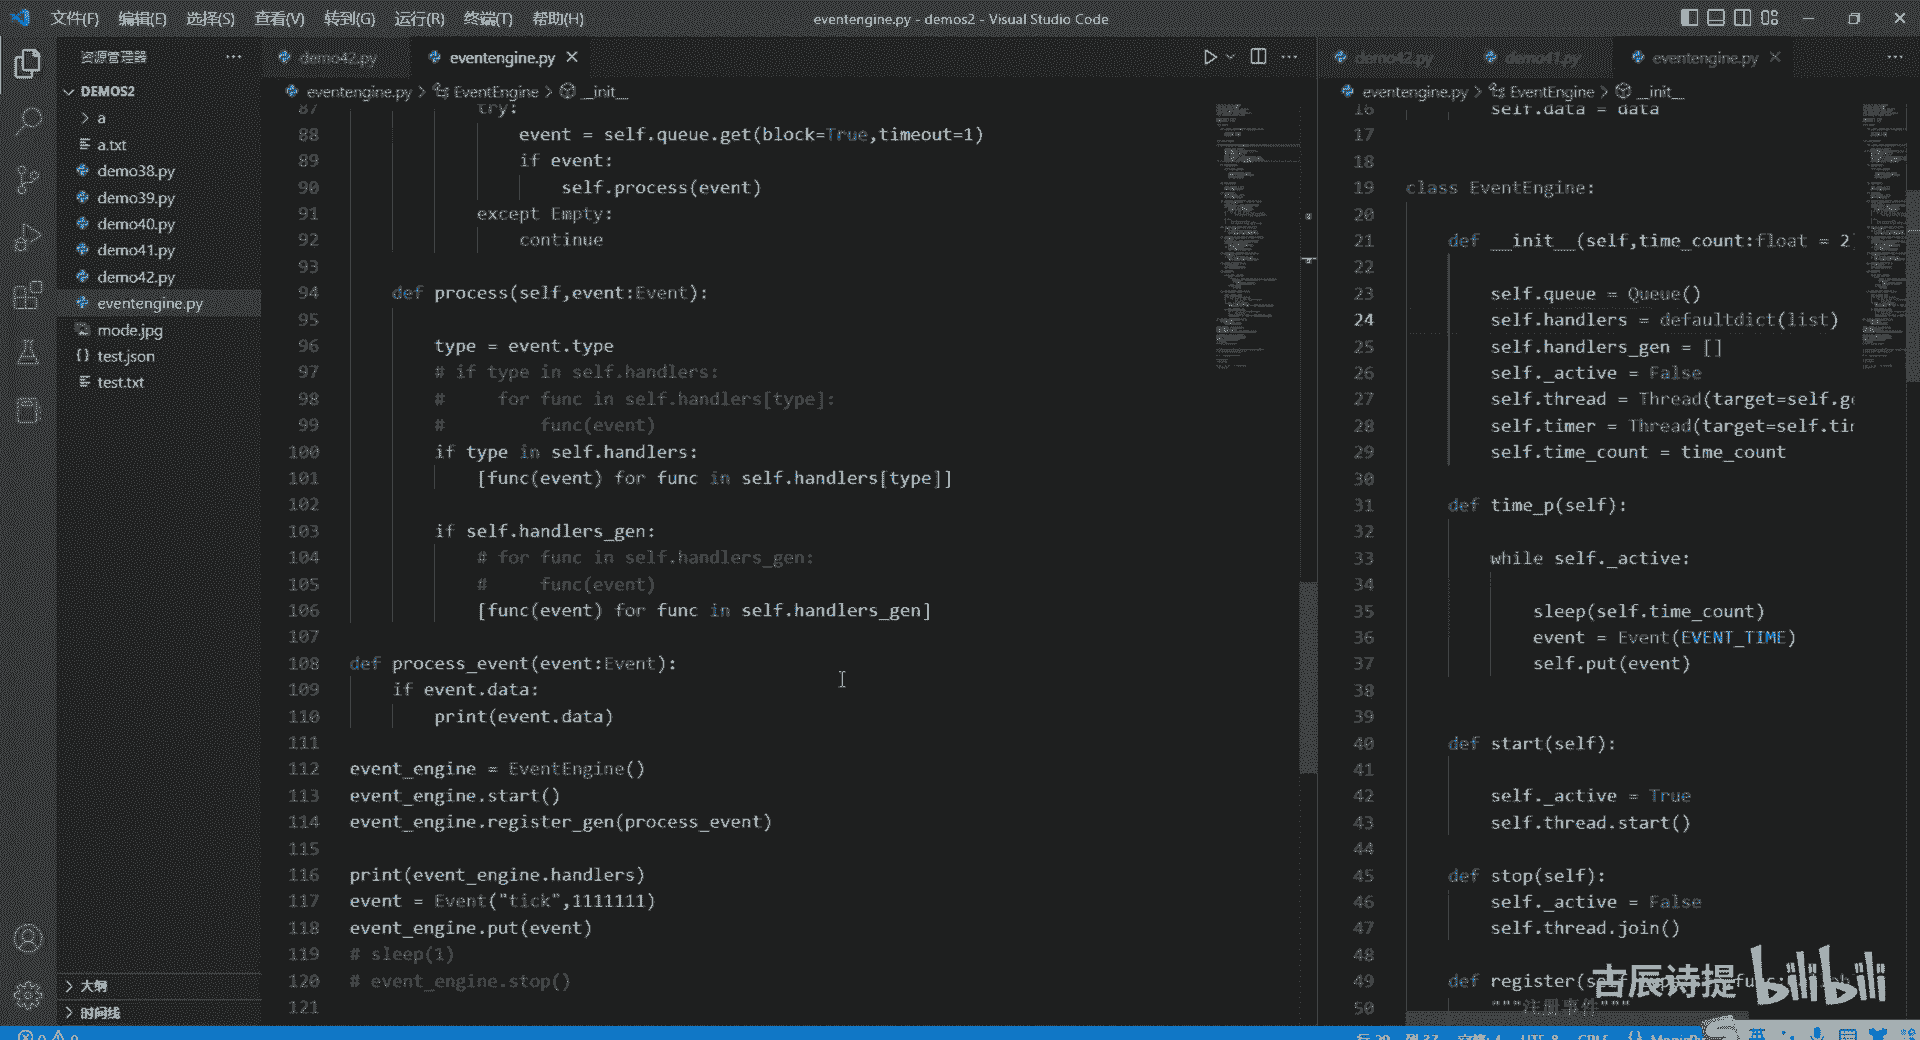 文件(F) 编辑(E) 选择(S) 查看(V) 转到(G) 运行(R) 终端(T) 帮助(H)
eventengine.py - demos2 - Visual Studio Code
资源管理器
DEMOS2
a
a.txt
demo38.py
demo39.py
demo40.py
demo41.py
demo42.py
eventengine.py
mode.jpg
test.json
test.txt
大纲
时间线
demo42.py
eventengine.py
eventengine.py > EventEngine > __init__
87 try:
88 event = self.queue.get(block=True,timeout=1)
89 if event:
90 self.process(event)
91 except Empty:
92 continue
93
94 def process(self,event:Event):
95
96 type = event.type
97 # if type in self.handlers:
98 #     for func in self.handlers[type]:
99 #         func(event)
100 if type in self.handlers:
101 [func(event) for func in self.handlers[type]]
102
103 if self.handlers_gen:
104 # for func in self.handlers_gen:
105 #     func(event)
106 [func(event) for func in self.handlers_gen]
107
108 def process_event(event:Event):
109 if event.data:
110 print(event.data)
111
112 event_engine = EventEngine()
113 event_engine.start()
114 event_engine.register_gen(process_event)
115
116 print(event_engine.handlers)
117 event = Event("tick",1111111)
118 event_engine.put(event)
119 # sleep(1)
120 # event_engine.stop()
121
demo42.py
demo41.py
eventengine.py
eventengine.py > EventEngine > __init__
16 self.data = data
17
18
19 class EventEngine:
20
21 def __init__(self,time_count:float = 2
22
23 self.queue = Queue()
24 self.handlers = defaultdict(list)
25 self.handlers_gen = []
26 self._active = False
27 self.thread = Thread(target=self.g
28 self.timer = Thread(target=self.ti
29 self.time_count = time_count
30
31 def time_p(self):
32
33 while self._active:
34
35 sleep(self.time_count)
36 event = Event(EVENT_TIME)
37 self.put(event)
38
39
40 def start(self):
41
42 self._active = True
43 self.thread.start()
44
45 def stop(self):
46 self._active = False
47 self.thread.join()
48
49 def register(se
50 """注册事件"""
古辰诗提 bilibili